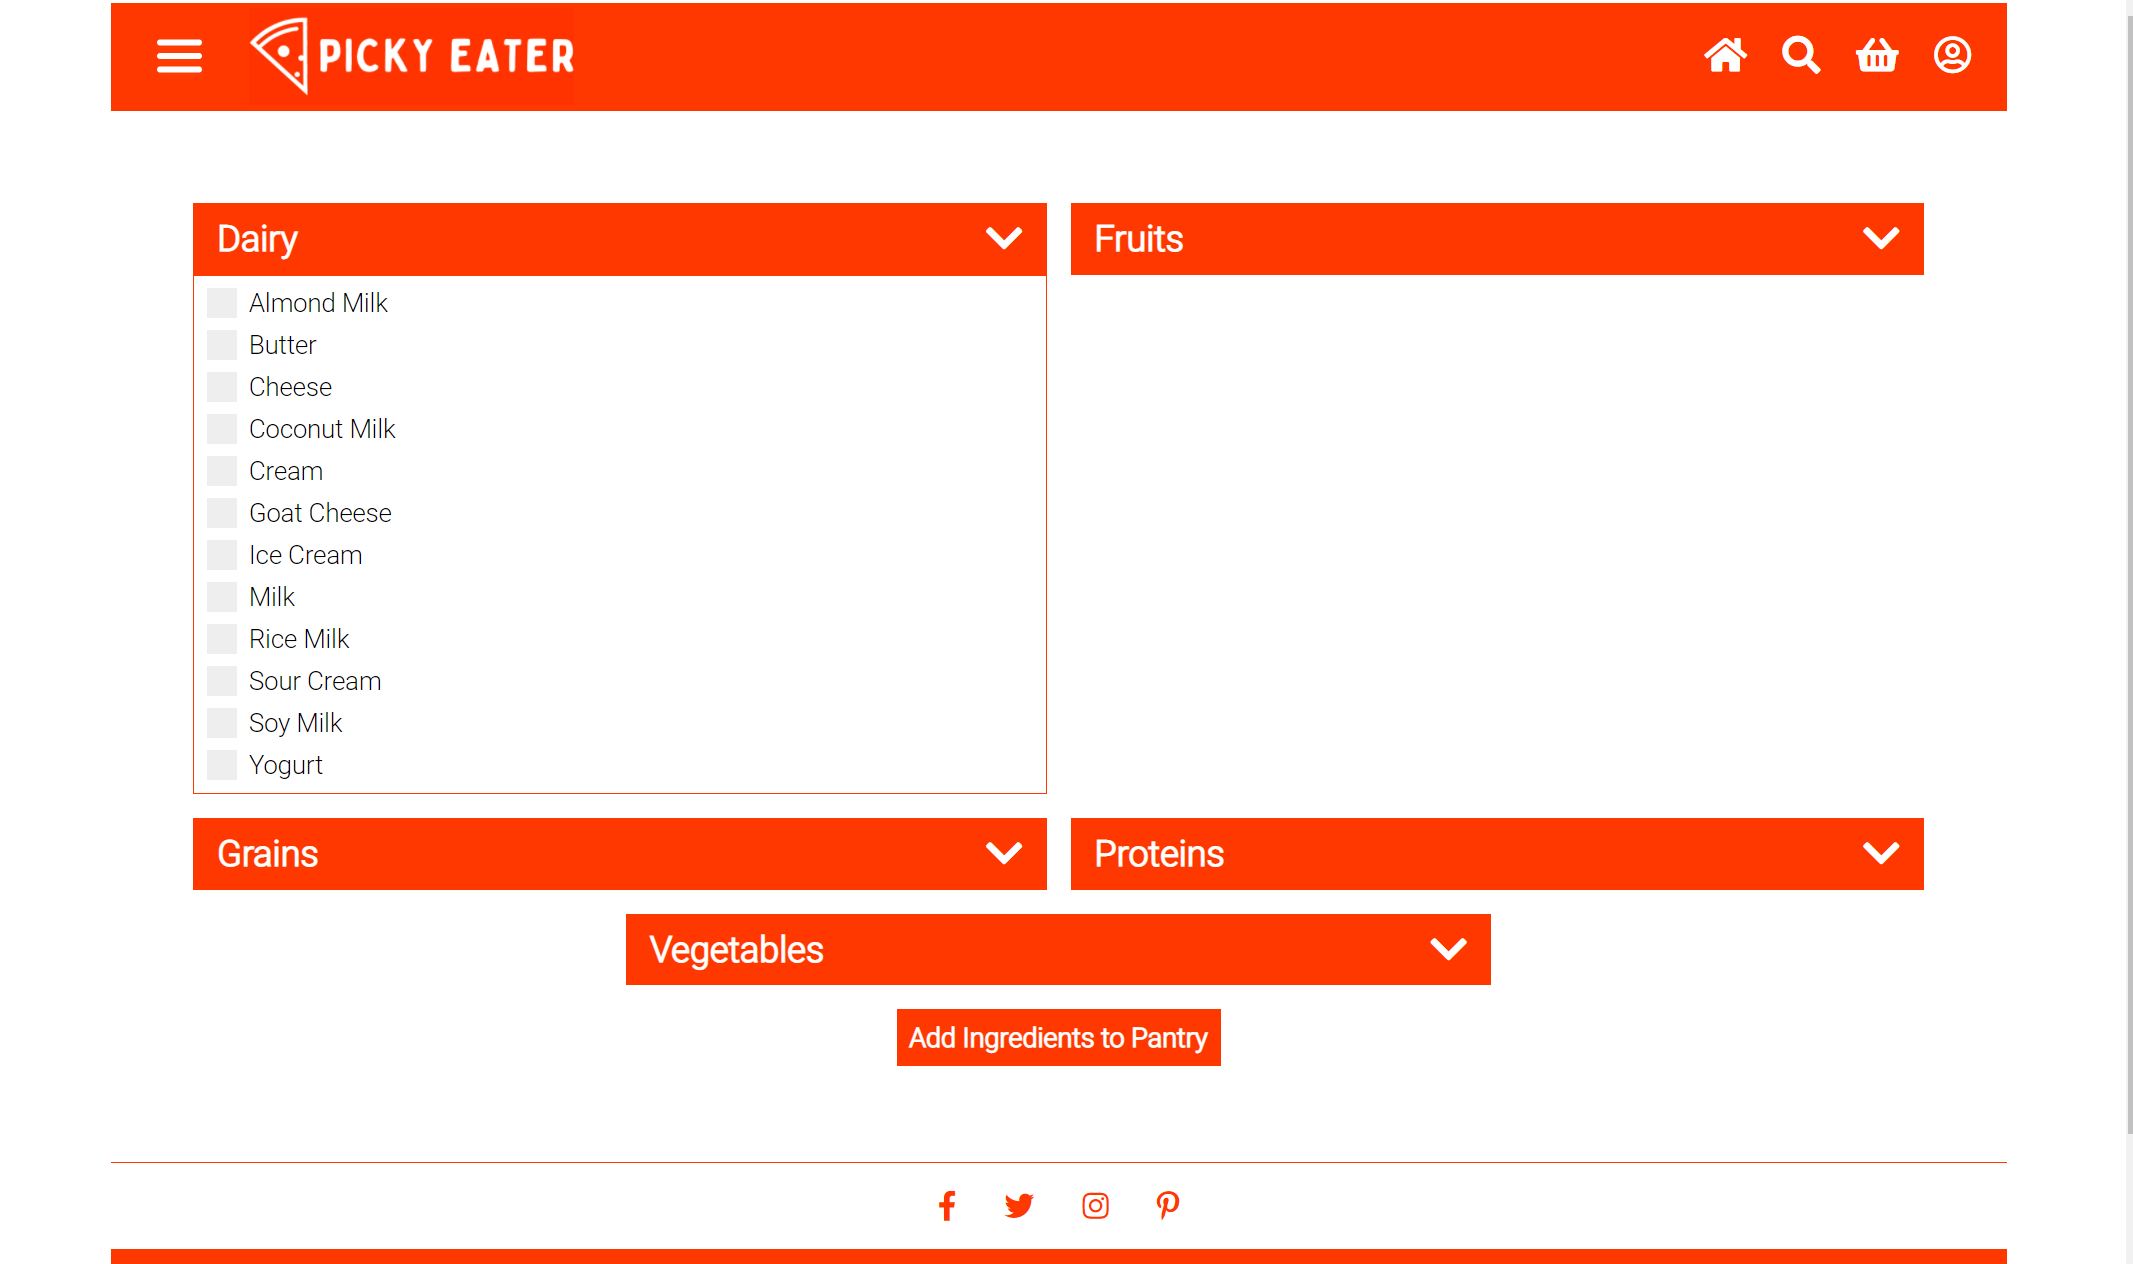 PICKY EATER
Dairy
Fruits
Almond Milk
Butter
Cheese
Coconut Milk
Cream
Goat Cheese
Ice Cream
Milk
Rice Milk
Sour Cream
Soy Milk
Yogurt
Grains
Proteins
Vegetables
Add Ingredients to Pantry